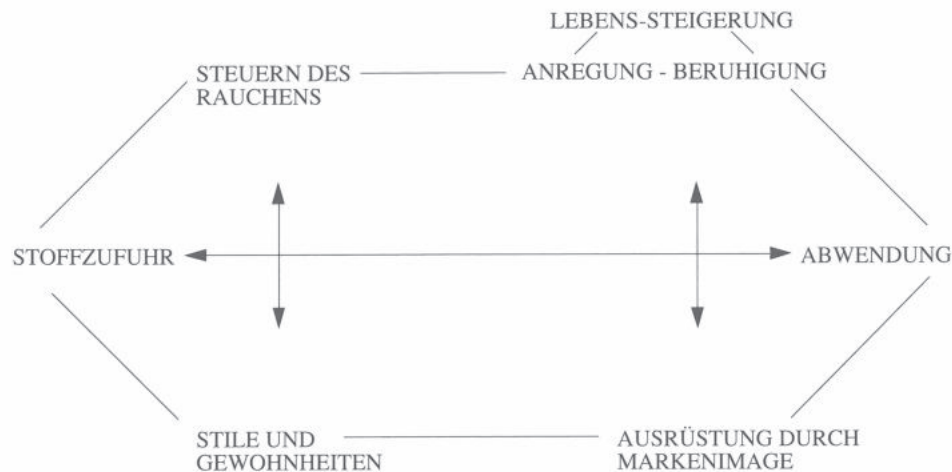 LEBENS-STEIGERUNG
STEUERN DES
RAUCHENS
ANREGUNG - BERUHIGUNG
STOFFZUFUHR
ABWENDUNG
STILE UND
GEWOHNHEITEN
AUSRÜSTUNG DURCH
MARKENIMAGE